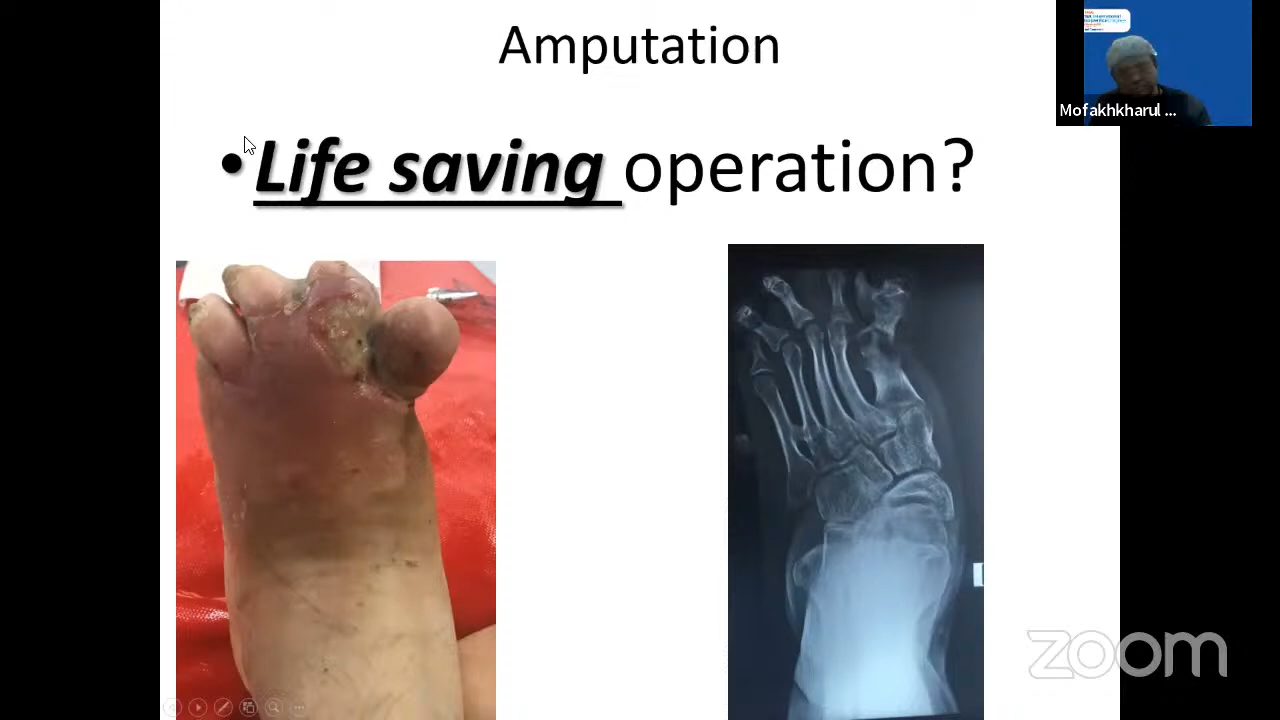 Amputation
• Life saving operation?
Mofakhkharul ...
zoom